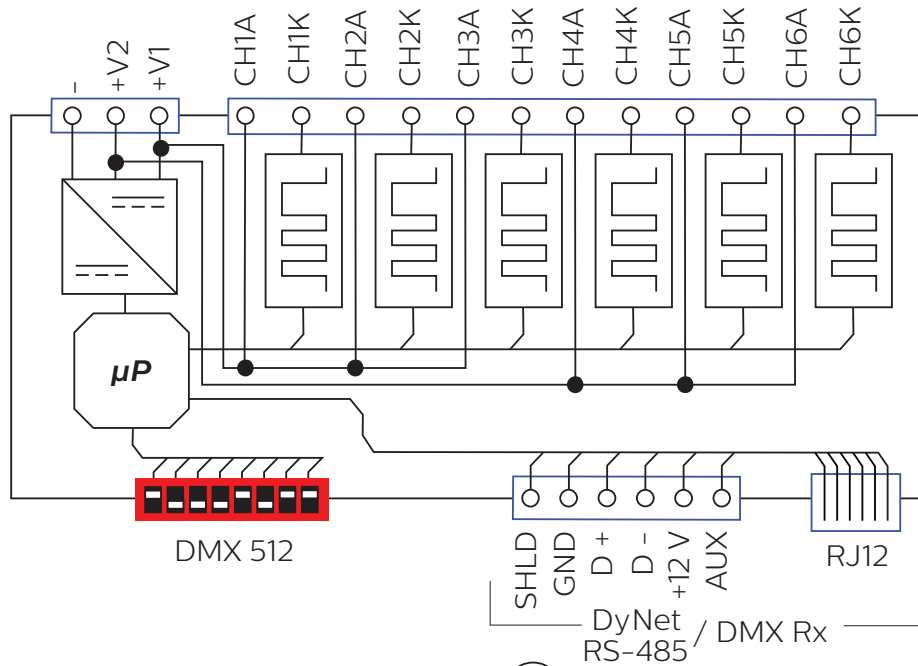 -
+V2
+V1
CH1A
CH1K
CH2A
CH2K
CH3A
CH3K
CH4A
CH4K
CH5A
CH5K
CH6A
CH6K
µP
DMX 512
SHLD
GND
D +
D -
+12 V
AUX
RJ12
DyNet
RS-485 / DMX Rx